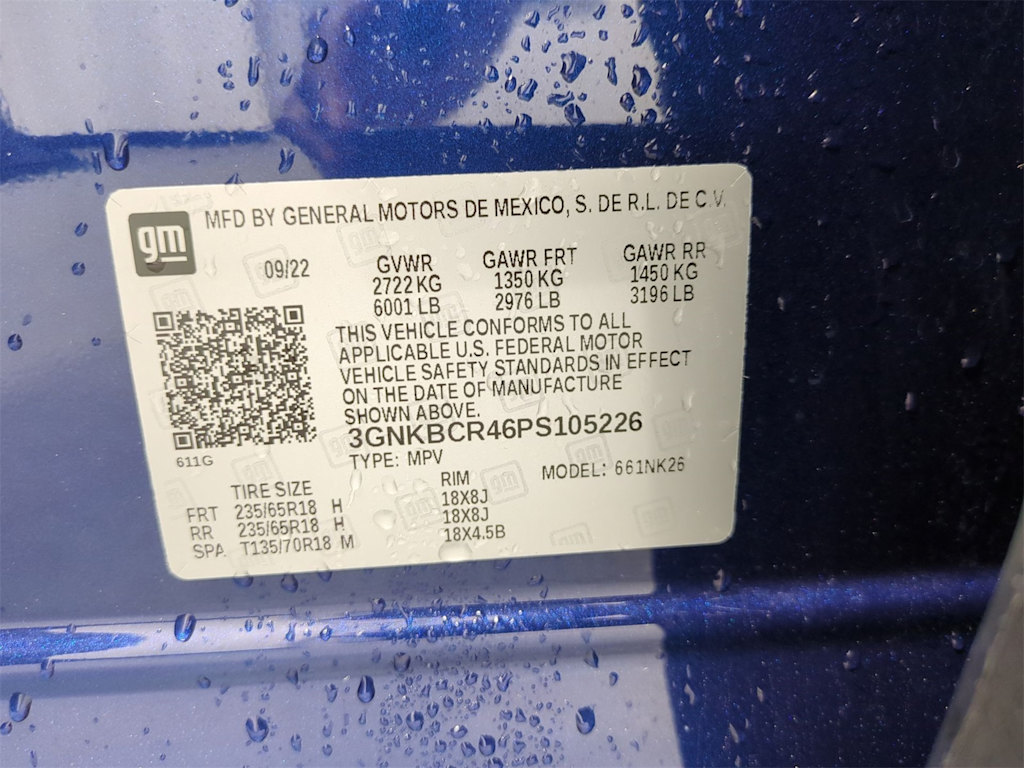 gm
MFD BY GENERAL MOTORS DE MEXICO, S. DE R.L. DE C.V.
09/22
GVWR GAWR FRT GAWR RR
2722 KG 1350 KG 1450 KG
6001 LB 2976 LB 3196 LB
THIS VEHICLE CONFORMS TO ALL
APPLICABLE U.S. FEDERAL MOTOR
VEHICLE SAFETY STANDARDS IN EFFECT
ON THE DATE OF MANUFACTURE
SHOWN ABOVE.
3GNKBCR46PS105226
611G
TYPE: MPV MODEL: 661NK26
TIRE SIZE RIM
FRT 235/65R18 H 18X8J
RR 235/65R18 H 18X8J
SPA T135/70R18 M 18X4.5B